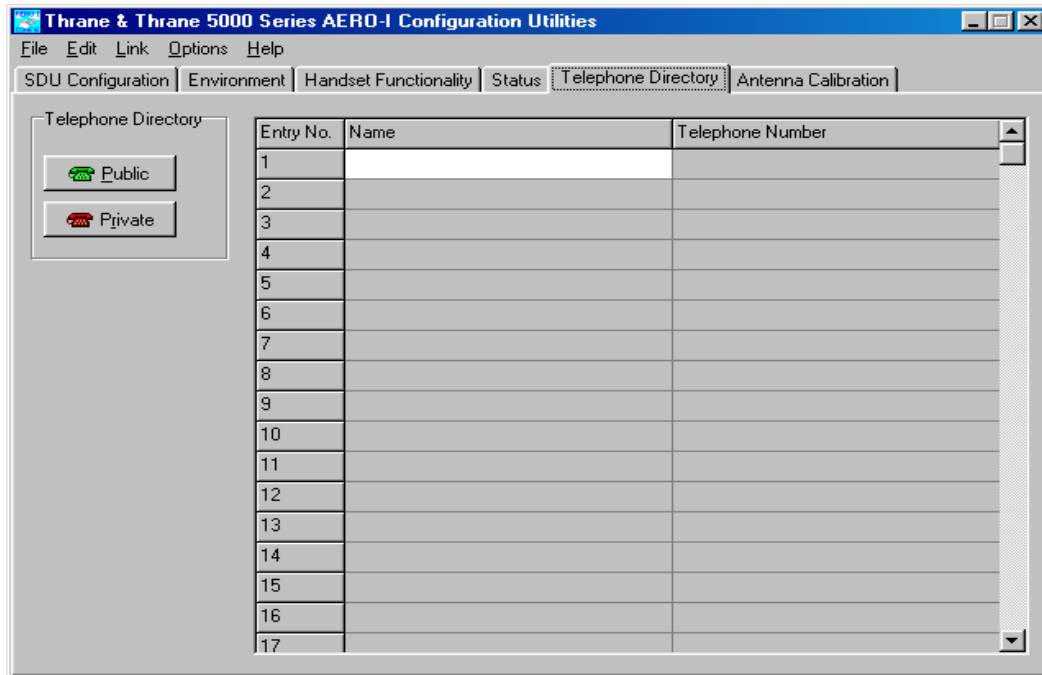 Thrane & Thrane 5000 Series AERO-I Configuration Utilities
File Edit Link Options Help
SDU Configuration Environment Handset Functionality Status Telephone Directory Antenna Calibration
Telephone Directory
Public
Private
Entry No. Name Telephone Number
1
2
3
4
5
6
7
8
9
10
11
12
13
14
15
16
17